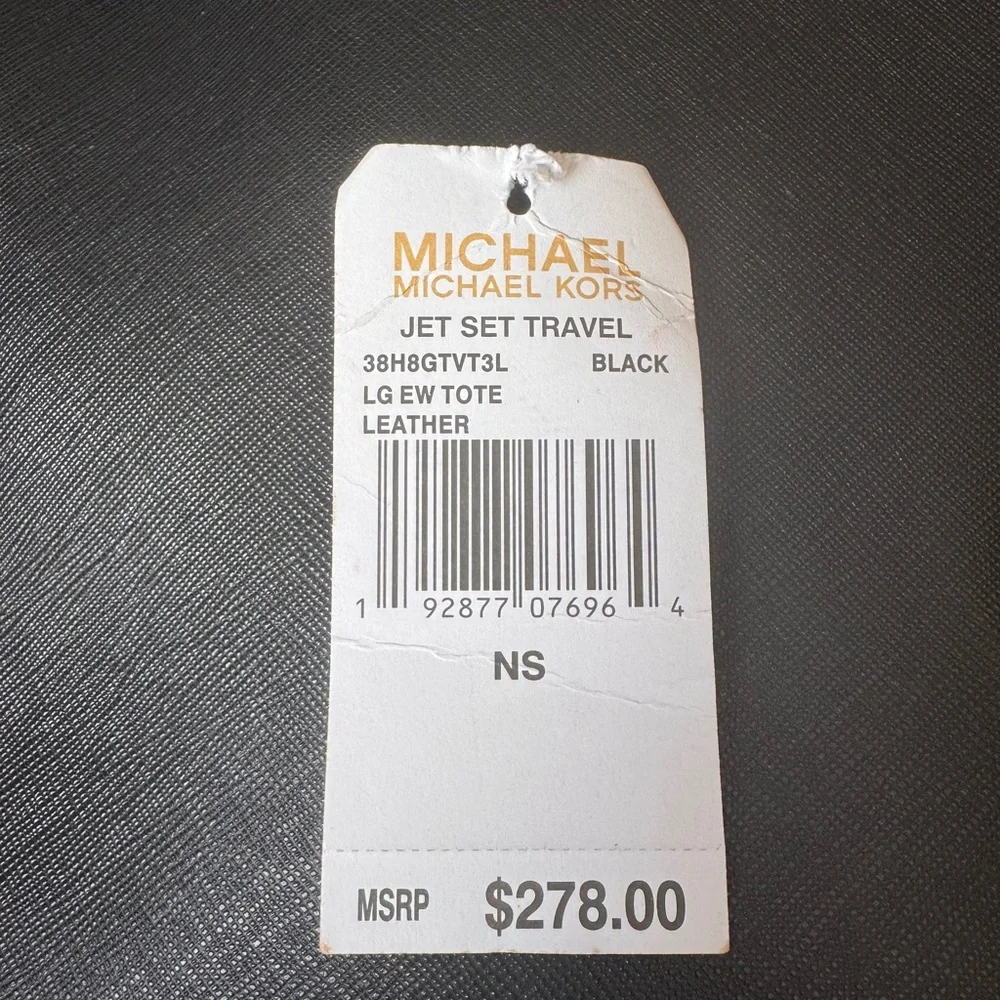 MICHAEL
MICHAEL KORS
JET SET TRAVEL
38H8GTVT3L BLACK
LG EW TOTE
LEATHER
1 92877 07696 4
NS
MSRP $278.00